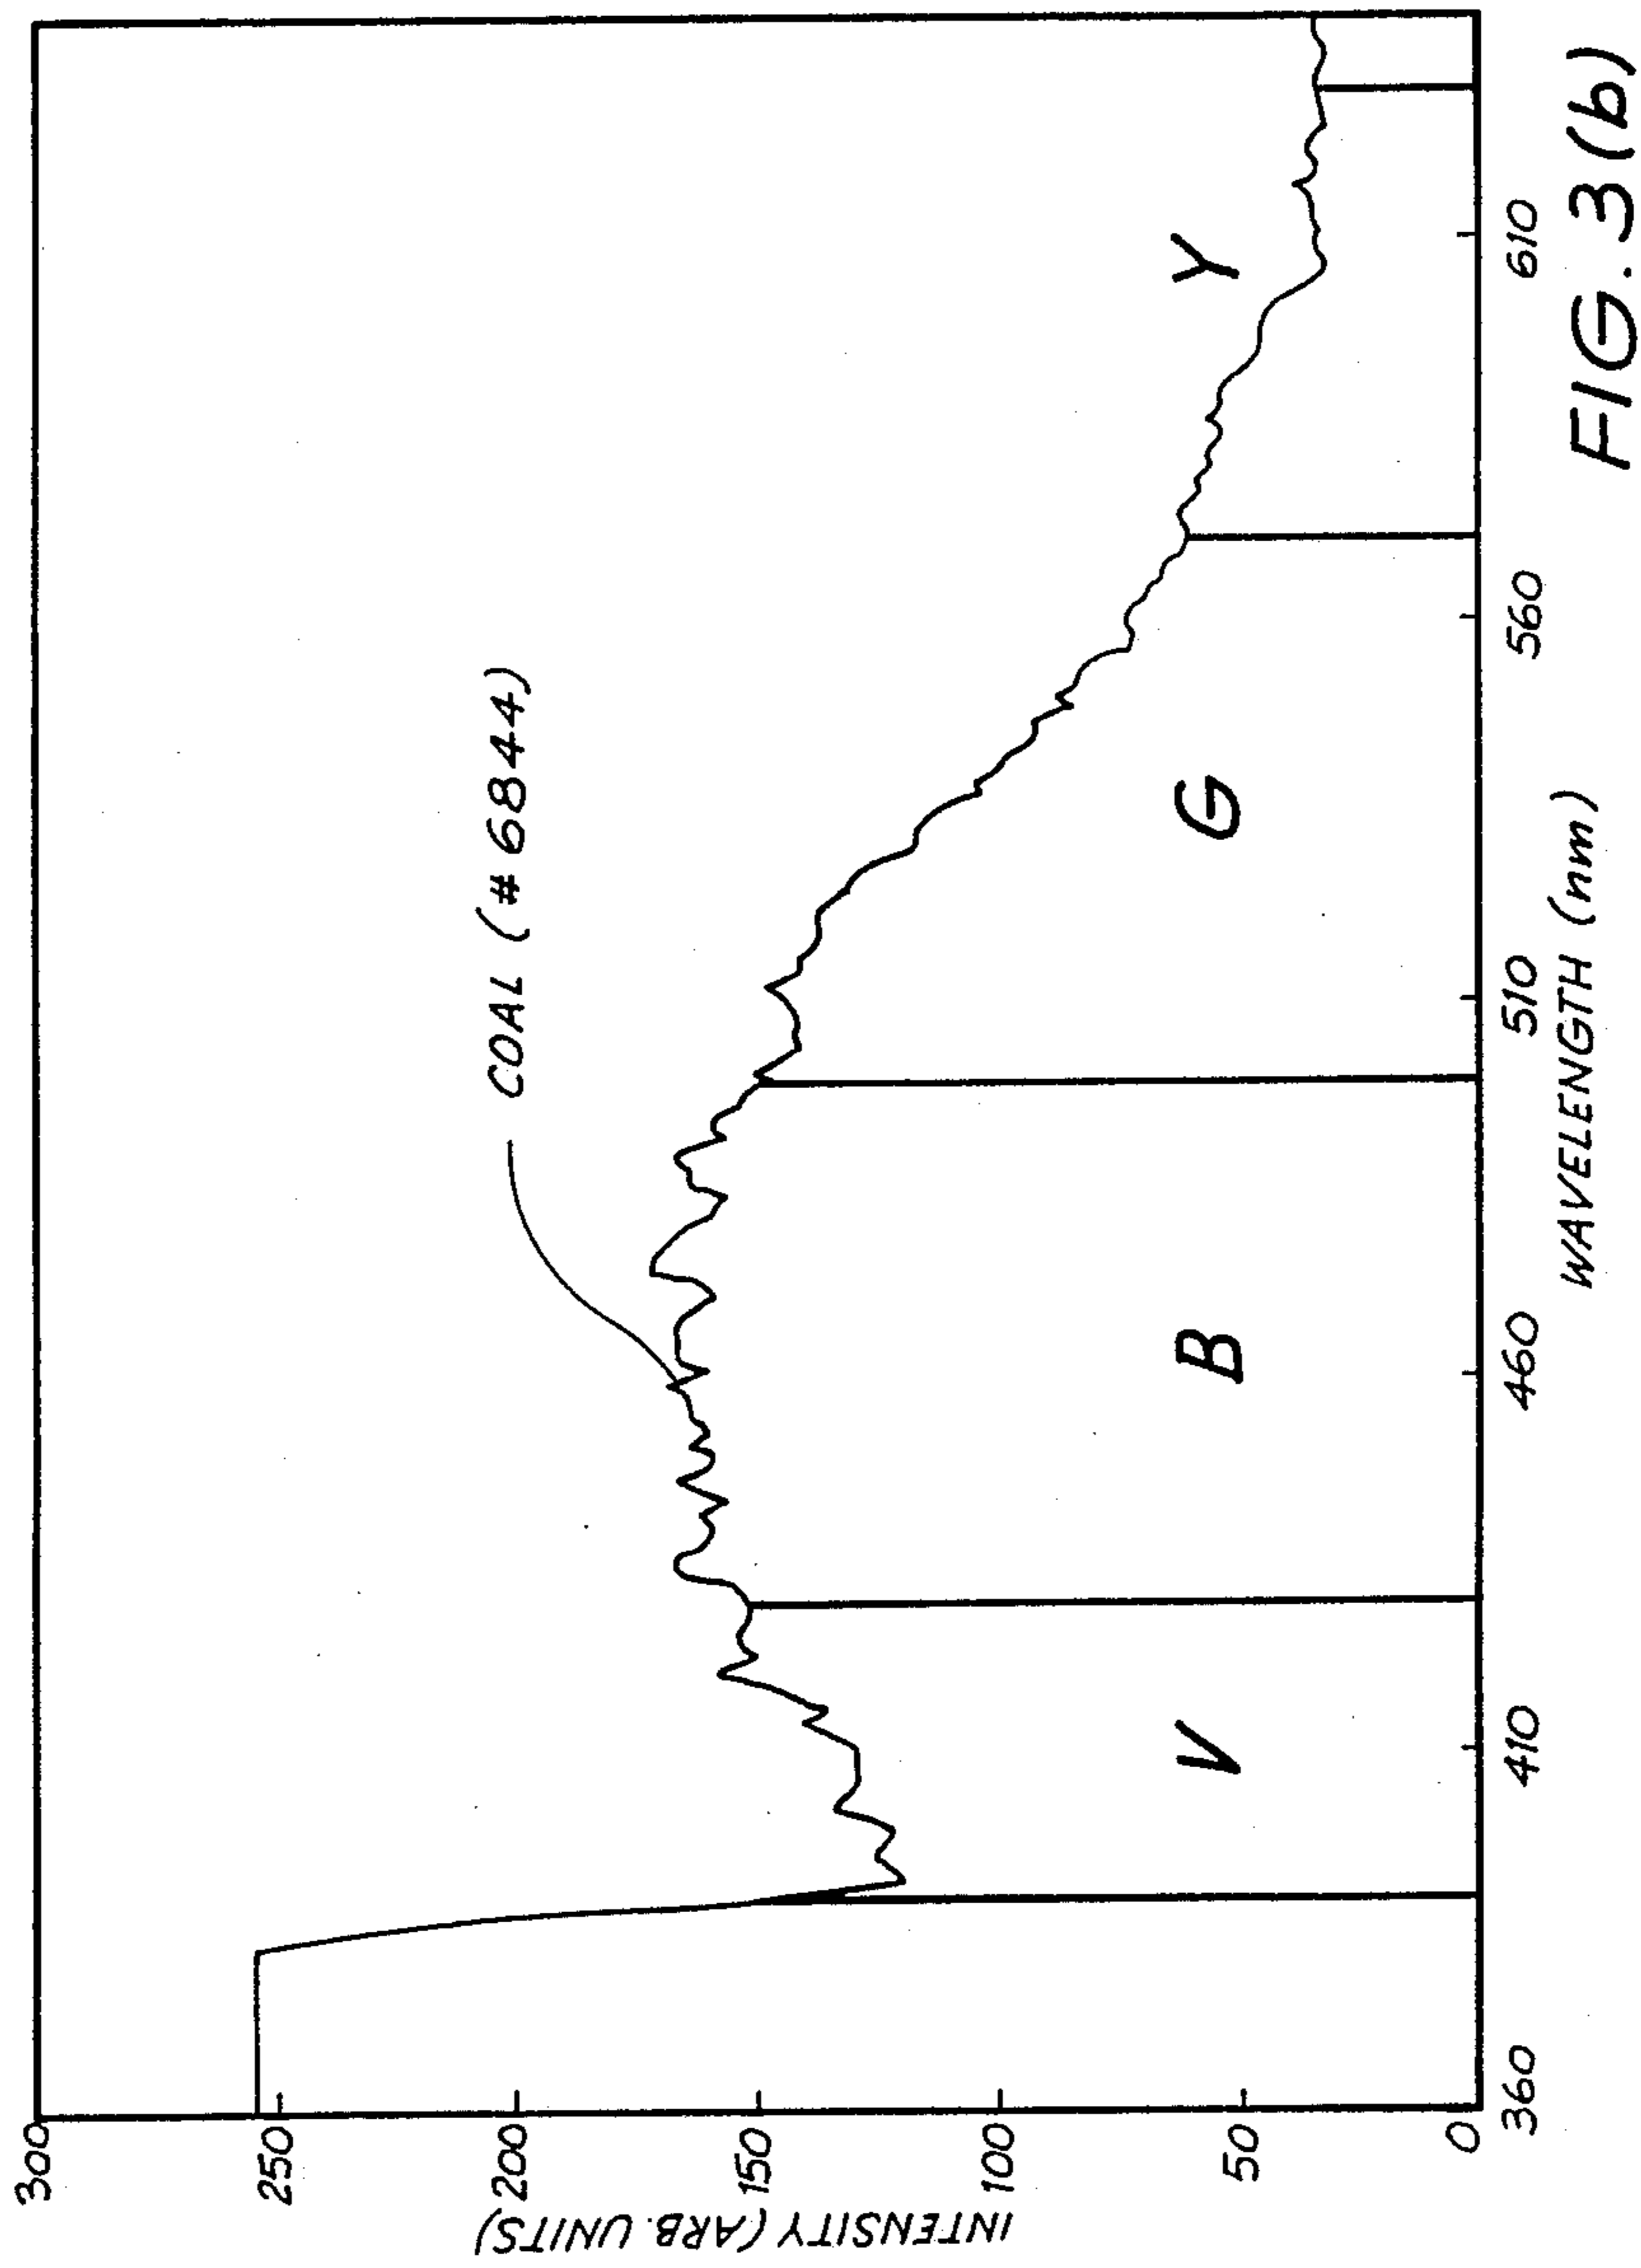 COAL (# 6844)
INTENSITY (ARB. UNITS)
300
250
200
150
100
50
0
V
B
G
Y
360
410
460
510
560
610
WAVELENGTH (nm)
FIG. 3(b)